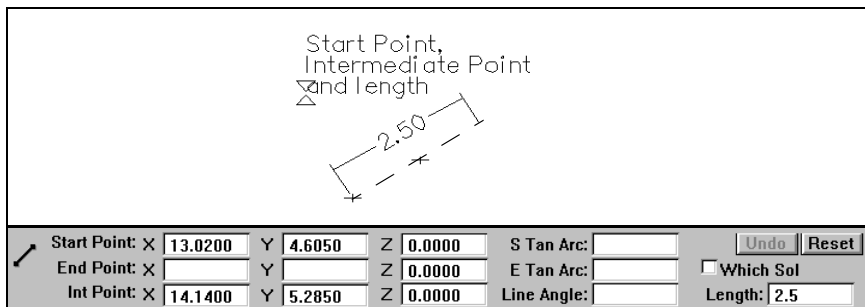 Start Point,
Intermediate Point
and length
2.50
Start Point: X 13.0200 Y 4.6050 Z 0.0000 S Tan Arc: Undo Reset
End Point: X Y Z 0.0000 E Tan Arc: Which Sol
Int Point: X 14.1400 Y 5.2850 Z 0.0000 Line Angle: Length: 2.5